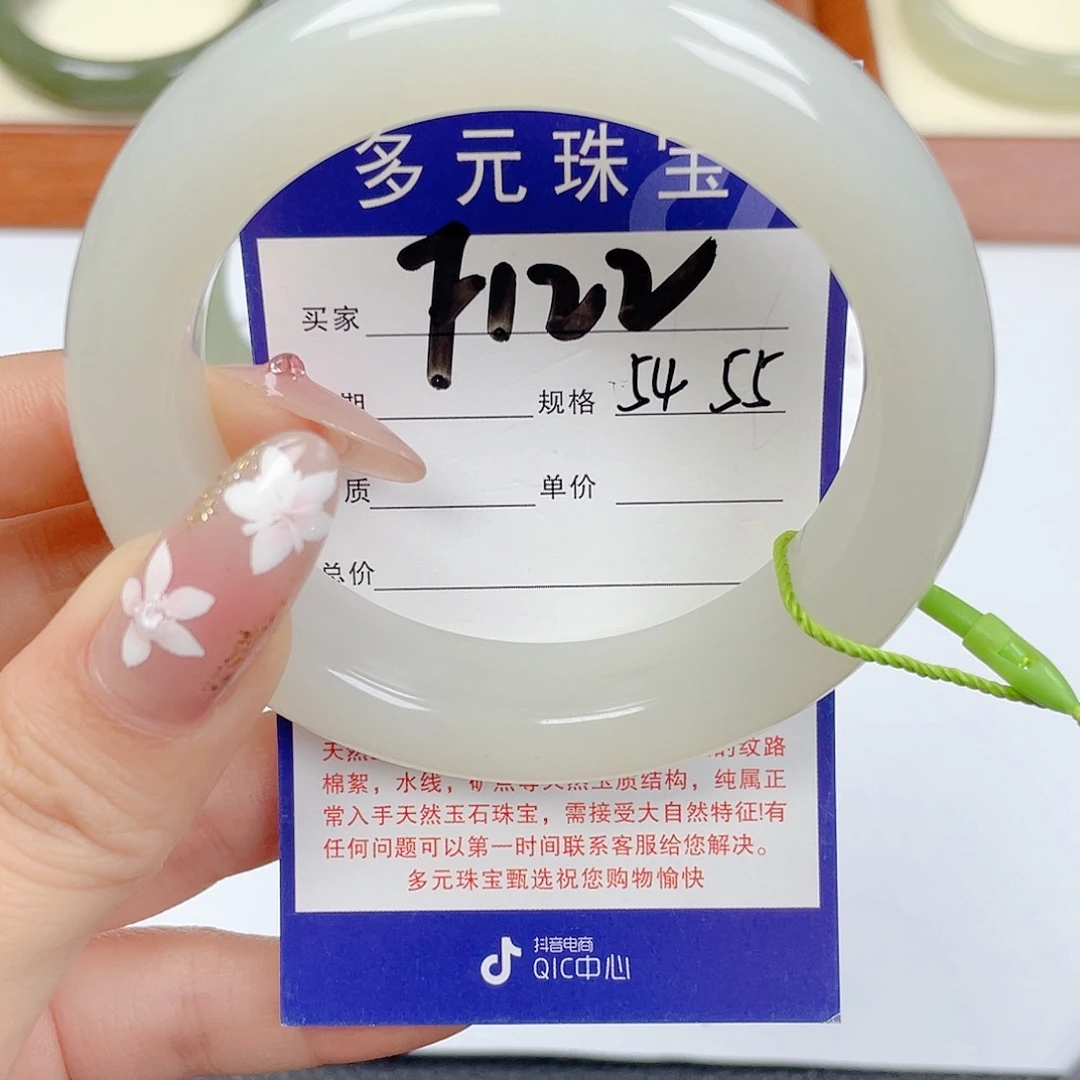 多元珠宝
买家 7122
期 规格 54 55
质 单价
总价
的纹路
棉絮，水线，矿点等天然玉质结构，纯属正
常入手天然玉石珠宝，需接受大自然特征!有
任何问题可以第一时间联系客服给您解决。
多元珠宝甄选祝您购物愉快
抖音电商
QIC中心